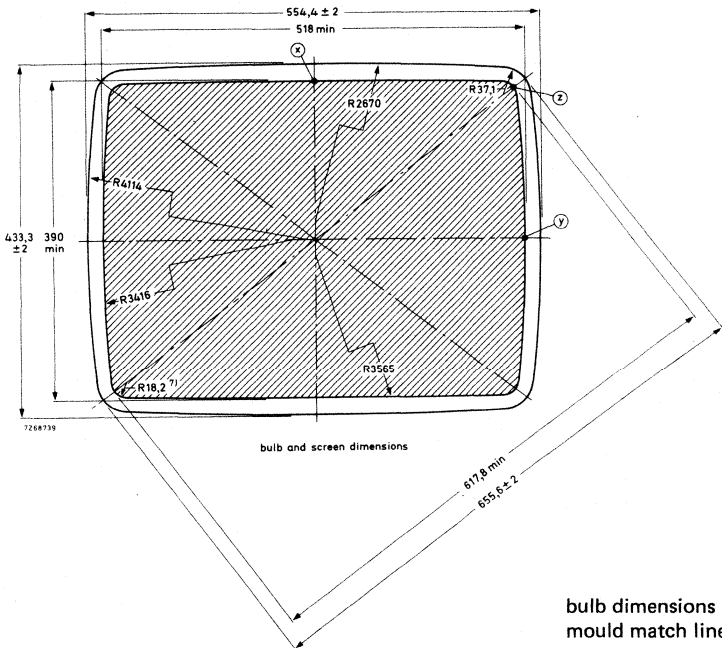 554,4 ± 2
518 min
x
R2670
R37,1
z
R4114
433,3
±2
390
min
y
R3416
R3565
R18,2 7)
7268739
bulb and screen dimensions
617,8 min
655,6 ± 2
bulb dimensions
mould match line